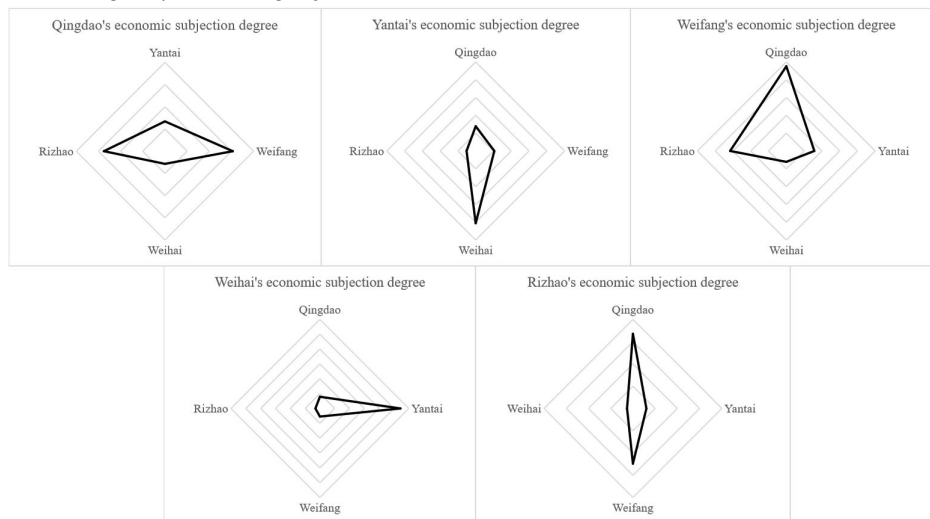 Qingdao's economic subjection degree
Yantai
Rizhao
Weifang
Weihai
Yantai's economic subjection degree
Qingdao
Rizhao
Weifang
Weihai
Weifang's economic subjection degree
Qingdao
Rizhao
Yantai
Weihai
Weihai's economic subjection degree
Qingdao
Rizhao
Yantai
Weifang
Rizhao's economic subjection degree
Qingdao
Weihai
Yantai
Weifang